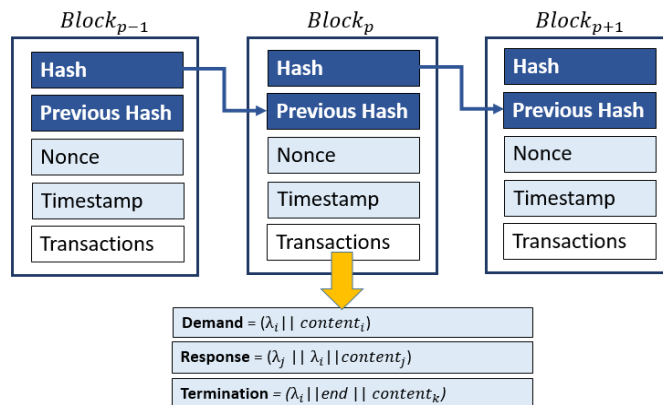 Block_{p−1} Block_p Block_{p+1}
Hash Hash Hash
Previous Hash Previous Hash Previous Hash
Nonce Nonce Nonce
Timestamp Timestamp Timestamp
Transactions Transactions Transactions
Demand = (λ_i|| content_i)
Response = (λ_j || λ_i||content_j)
Termination = (λ_i||end || content_k)